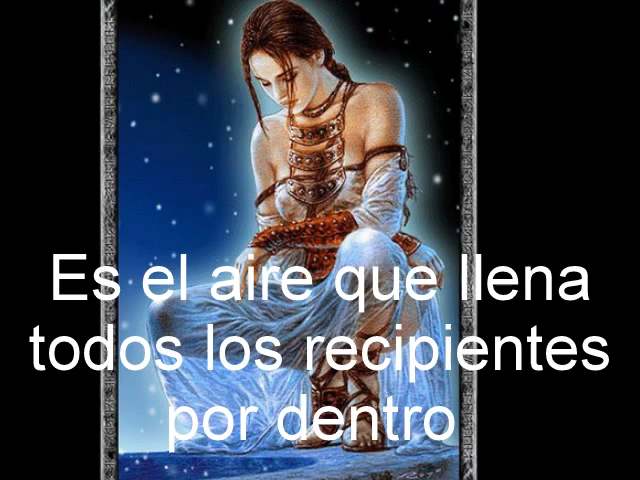 Es el aire que llena
todos los recipientes
por dentro